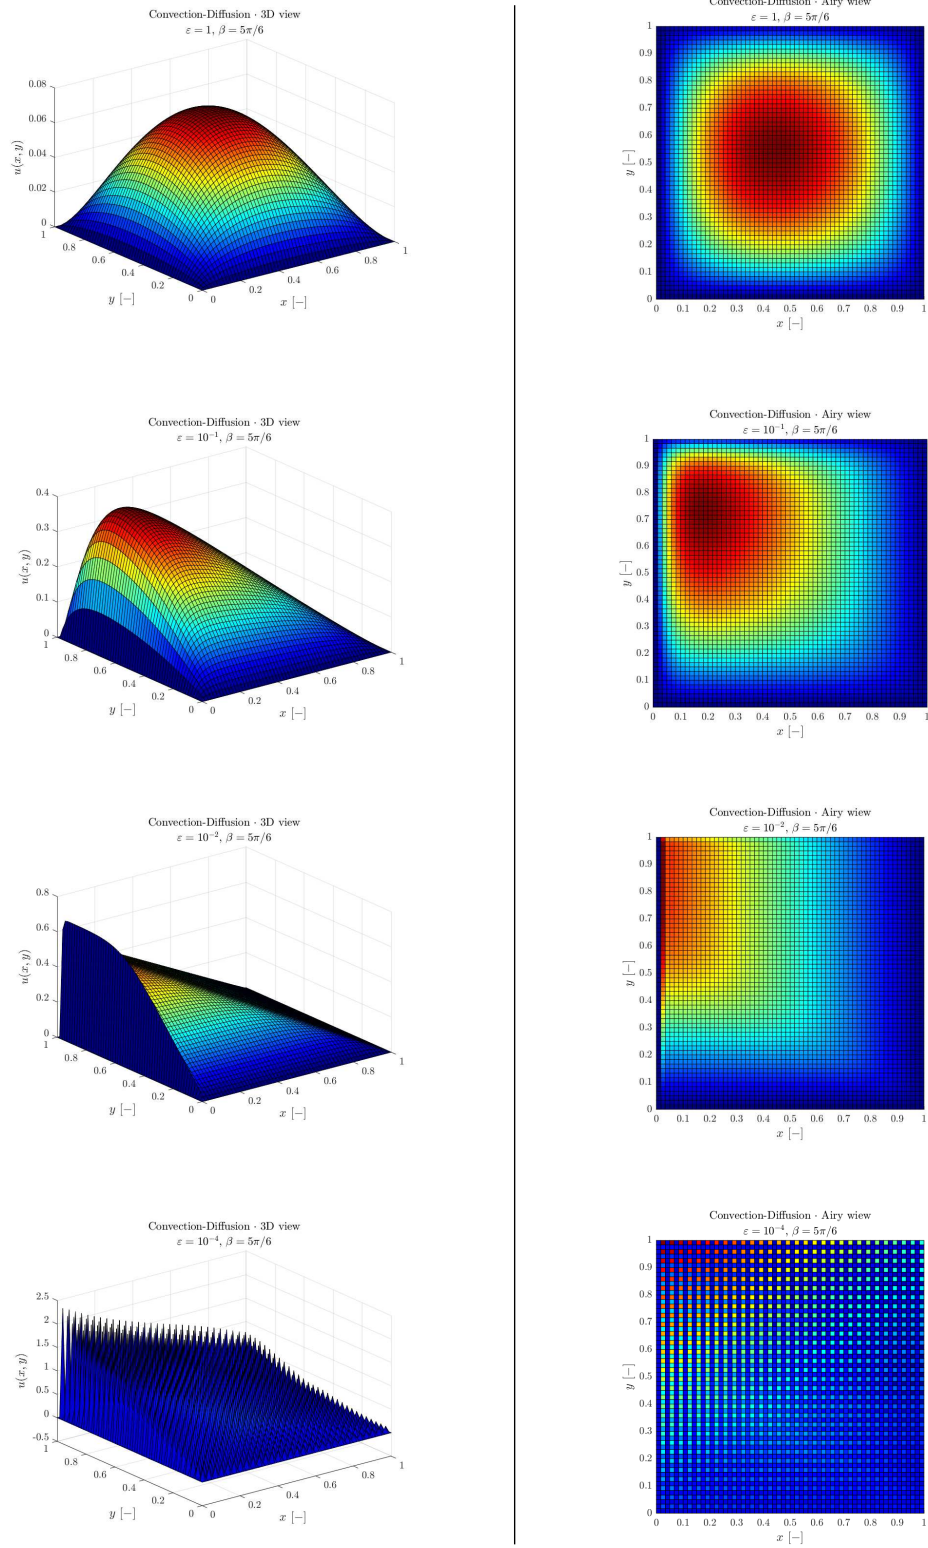 Convection-Diffusion · 3D view
ε = 1, β = 5π/6
0.08
0.06
0.04
0.02
0
u(x, y)
1
0.8
0.6
0.4
0.2
0
y [−]
0
0.2
0.4
0.6
0.8
1
x [−]
Convection-Diffusion · Airy wiew
ε = 1, β = 5π/6
1
0.9
0.8
0.7
0.6
0.5
0.4
0.3
0.2
0.1
0
y [−]
0 0.1 0.2 0.3 0.4 0.5 0.6 0.7 0.8 0.9 1
x [−]
Convection-Diffusion · 3D view
ε = 10⁻¹, β = 5π/6
0.4
0.3
0.2
0.1
0
u(x, y)
1
0.8
0.6
0.4
0.2
0
y [−]
0
0.2
0.4
0.6
0.8
1
x [−]
Convection-Diffusion · Airy wiew
ε = 10⁻¹, β = 5π/6
1
0.9
0.8
0.7
0.6
0.5
0.4
0.3
0.2
0.1
0
y [−]
0 0.1 0.2 0.3 0.4 0.5 0.6 0.7 0.8 0.9 1
x [−]
Convection-Diffusion · 3D view
ε = 10⁻², β = 5π/6
0.8
0.6
0.4
0.2
0
u(x, y)
1
0.8
0.6
0.4
0.2
0
y [−]
0
0.2
0.4
0.6
0.8
1
x [−]
Convection-Diffusion · Airy wiew
ε = 10⁻², β = 5π/6
1
0.9
0.8
0.7
0.6
0.5
0.4
0.3
0.2
0.1
0
y [−]
0 0.1 0.2 0.3 0.4 0.5 0.6 0.7 0.8 0.9 1
x [−]
Convection-Diffusion · 3D view
ε = 10⁻⁴, β = 5π/6
2.5
2
1.5
1
0.5
0
-0.5
u(x, y)
1
0.8
0.6
0.4
0.2
0
y [−]
0
0.2
0.4
0.6
0.8
1
x [−]
Convection-Diffusion · Airy wiew
ε = 10⁻⁴, β = 5π/6
1
0.9
0.8
0.7
0.6
0.5
0.4
0.3
0.2
0.1
0
y [−]
0 0.1 0.2 0.3 0.4 0.5 0.6 0.7 0.8 0.9 1
x [−]